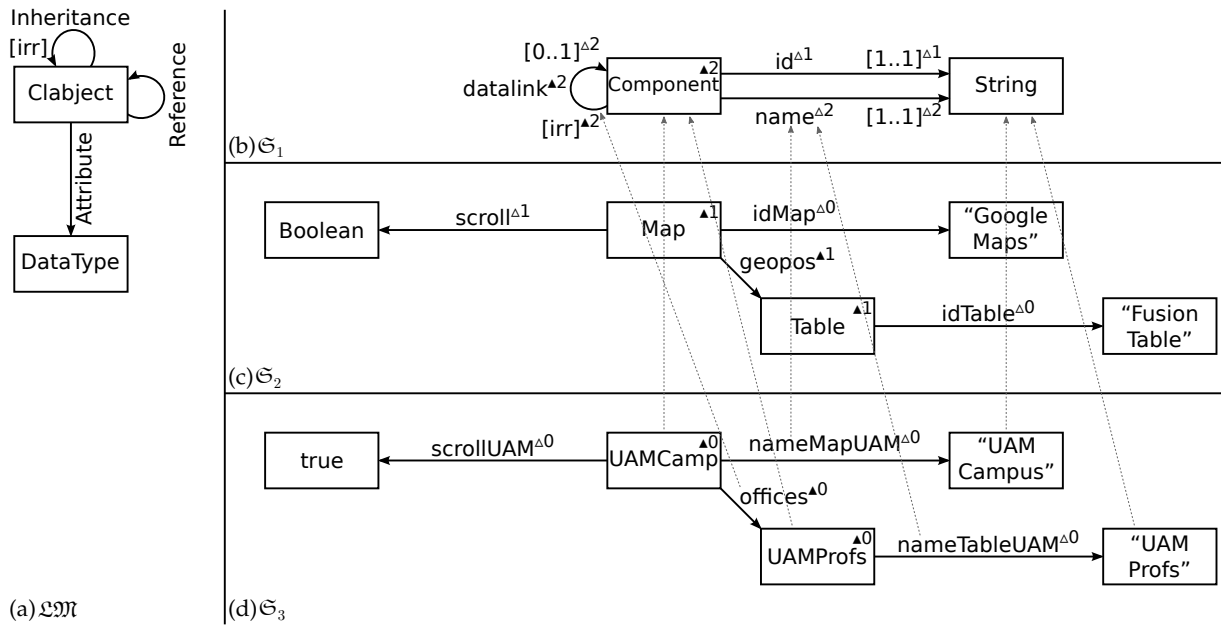 Inheritance
[irr]
Clabject
Reference
Attribute
DataType
(a) 𝔏𝔐
[0..1]▵2
datalink▴2
[irr]▴2
▴2
Component
id▵1
[1..1]▵1
name▵2
[1..1]▵2
String
(b) 𝔖1
Boolean
scroll▵1
▴1
Map
idMap▵0
“Google
Maps”
geopos▴1
▴1
Table
idTable▵0
“Fusion
Table”
(c) 𝔖2
true
scrollUAM▵0
▴0
UAMCamp
nameMapUAM▵0
“UAM
Campus”
offices▴0
▴0
UAMProfs
nameTableUAM▵0
“UAM
Profs”
(d) 𝔖3